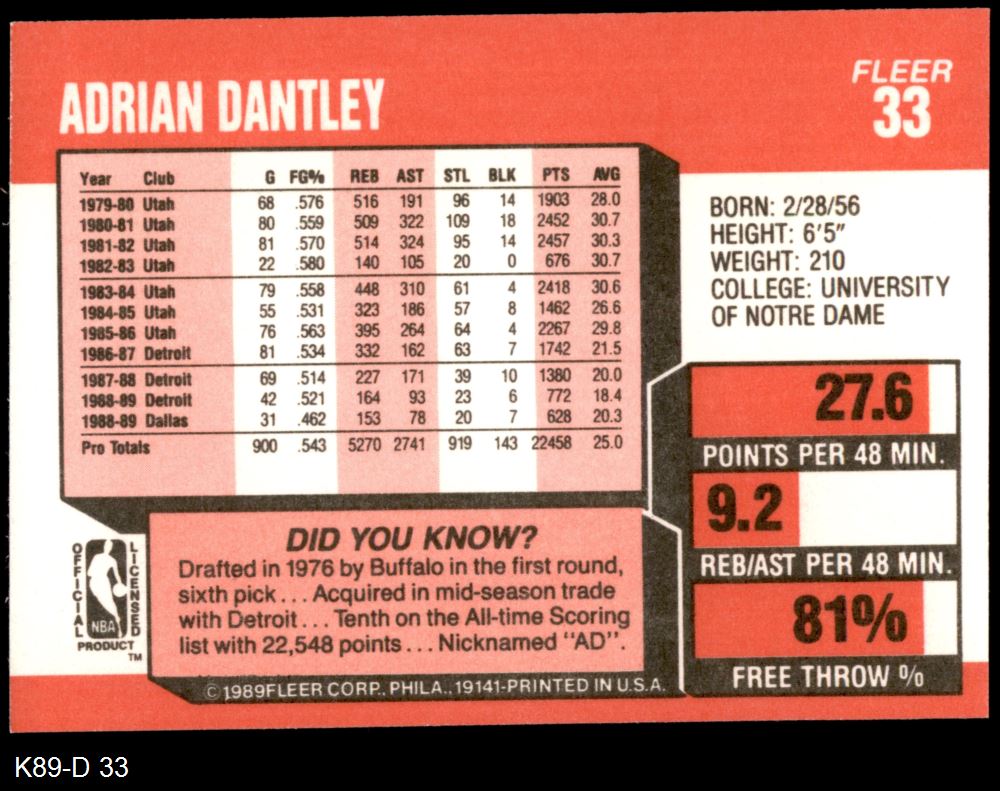 ADRIAN DANTLEY
FLEER
33
Year Club G FG% REB AST STL BLK PTS AVG
1979-80 Utah 68 .576 516 191 96 14 1903 28.0
1980-81 Utah 80 .559 509 322 109 18 2452 30.7
1981-82 Utah 81 .570 514 324 95 14 2457 30.3
1982-83 Utah 22 .580 140 105 20 0 676 30.7
1983-84 Utah 79 .558 448 310 61 4 2418 30.6
1984-85 Utah 55 .531 323 186 57 8 1462 26.6
1985-86 Utah 76 .563 395 264 64 4 2267 29.8
1986-87 Detroit 81 .534 332 162 63 7 1742 21.5
1987-88 Detroit 69 .514 227 171 39 10 1380 20.0
1988-89 Detroit 42 .521 164 93 23 6 772 18.4
1988-89 Dallas 31 .462 153 78 20 7 628 20.3
Pro Totals 900 .543 5270 2741 919 143 22458 25.0
BORN: 2/28/56
HEIGHT: 6'5"
WEIGHT: 210
COLLEGE: UNIVERSITY
OF NOTRE DAME
27.6
POINTS PER 48 MIN.
9.2
REB/AST PER 48 MIN.
81%
FREE THROW %
DID YOU KNOW?
Drafted in 1976 by Buffalo in the first round,
sixth pick... Acquired in mid-season trade
with Detroit... Tenth on the All-time Scoring
list with 22,548 points... Nicknamed "AD".
OFFICIAL
LICENSED
NBA
PRODUCT
TM
© 1989 FLEER CORP., PHILA., 19141-PRINTED IN U.S.A.
K89-D 33